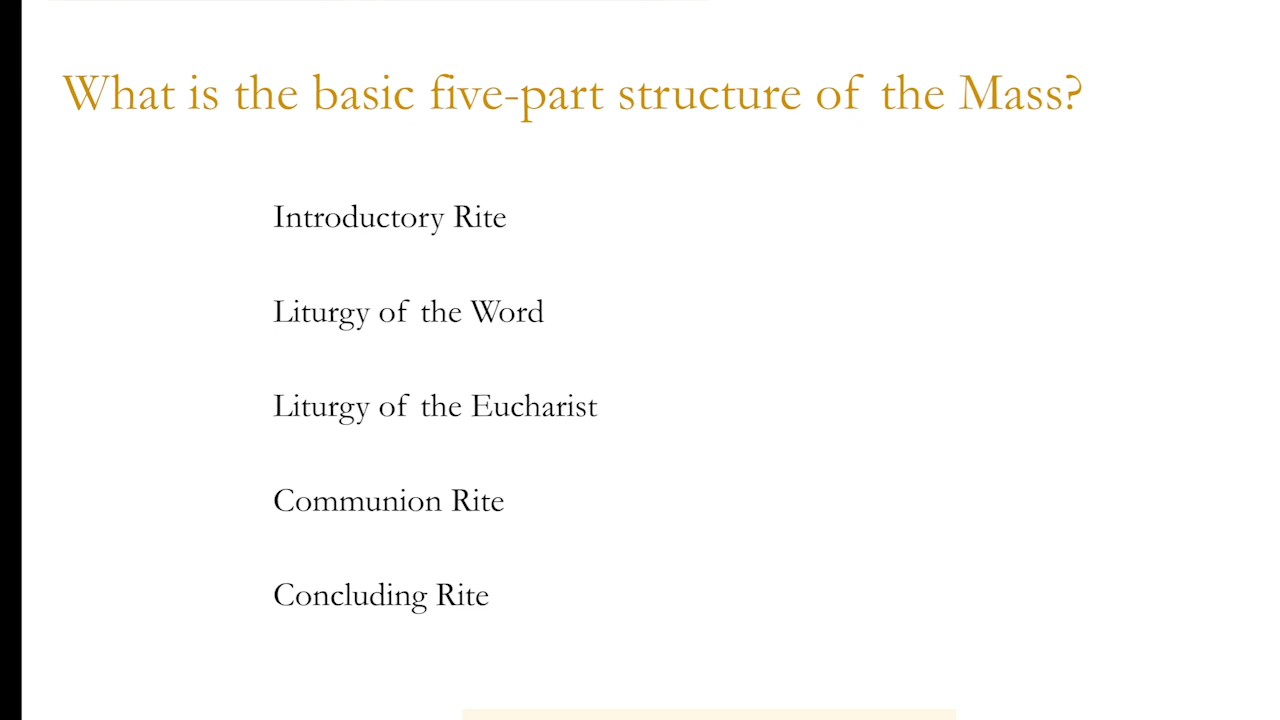 What is the basic five-part structure of the Mass?
Introductory Rite
Liturgy of the Word
Liturgy of the Eucharist
Communion Rite
Concluding Rite